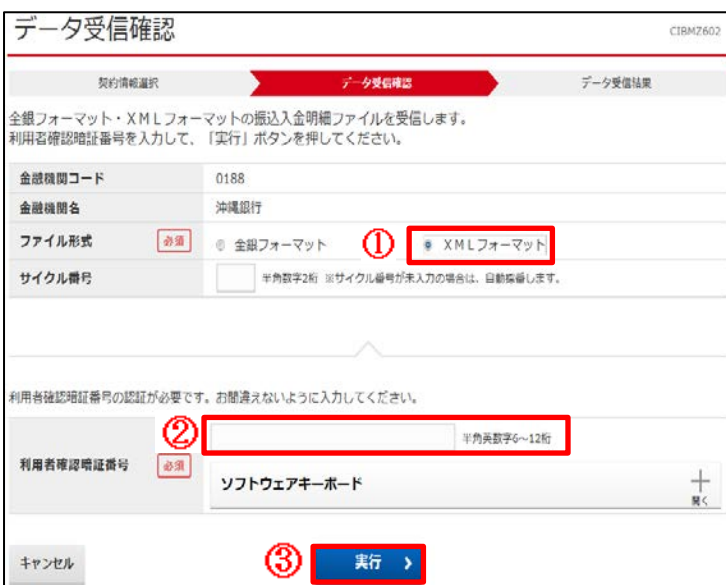 データ受信確認
CIBMZ602
契約情報選択
データ受信確認
データ受信結果
全銀フォーマット・XMLフォーマットの振込入金明細ファイルを受信します。
利用者確認暗証番号を入力して、「実行」ボタンを押してください。
金融機関コード
0188
金融機関名
沖縄銀行
ファイル形式
必須
全銀フォーマット
①
XMLフォーマット
サイクル番号
半角数字2桁 ※サイクル番号が未入力の場合は、自動採番します。
利用者確認暗証番号の認証が必要です。お間違えないように入力してください。
②
半角英数字6~12桁
利用者確認暗証番号
必須
ソフトウェアキーボード
開く
キャンセル
③
実行